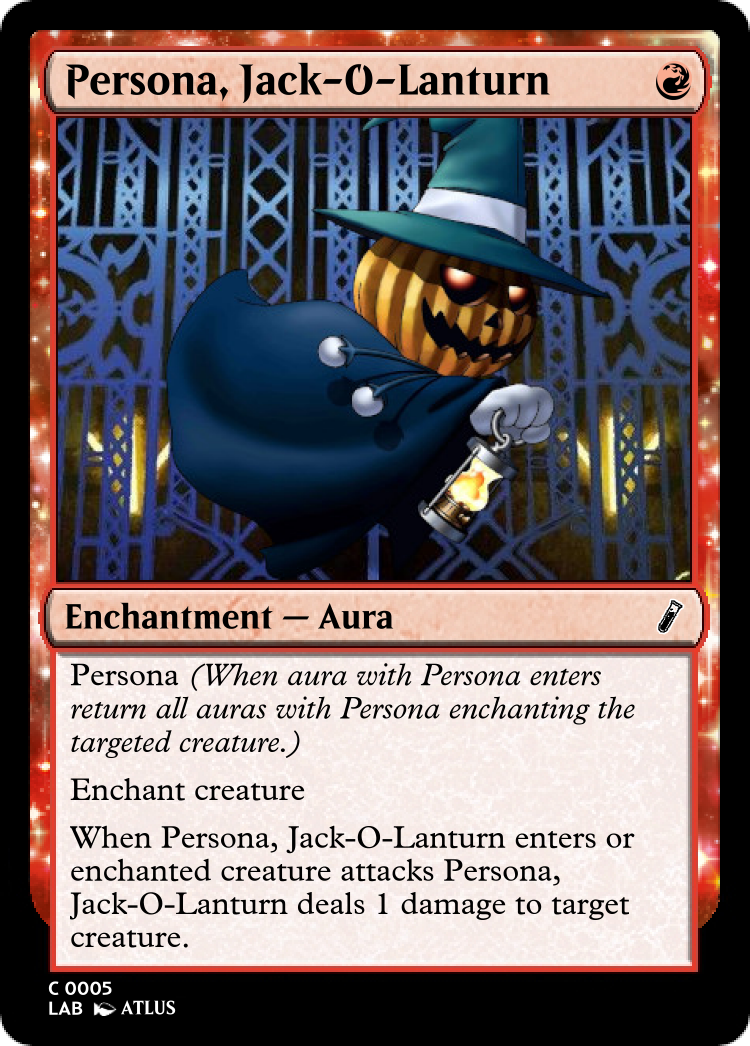 Persona, Jack-O-Lanturn
Enchantment — Aura
Persona (When aura with Persona enters
return all auras with Persona enchanting the
targeted creature.)
Enchant creature
When Persona, Jack-O-Lanturn enters or
enchanted creature attacks Persona,
Jack-O-Lanturn deals 1 damage to target
creature.
C 0005
LAB ATLUS